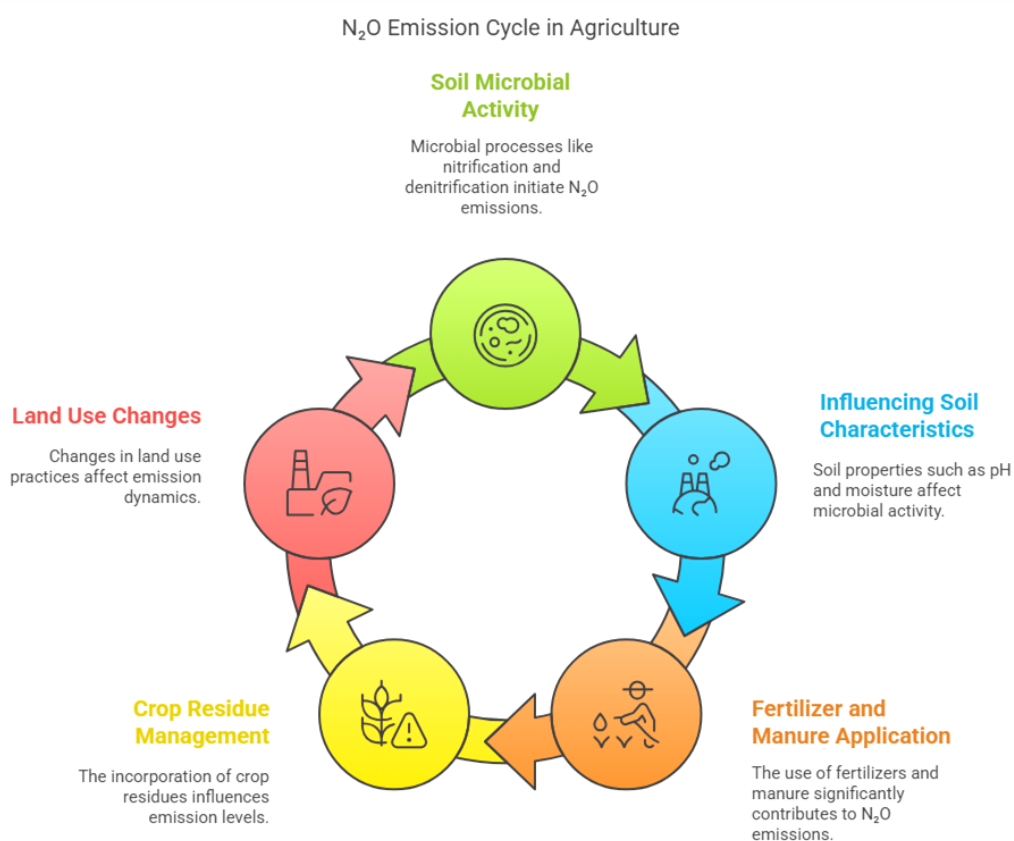 N₂O Emission Cycle in Agriculture
Soil Microbial
Activity
Microbial processes like
nitrification and
denitrification initiate N₂O
emissions.
Influencing Soil
Characteristics
Soil properties such as pH
and moisture affect
microbial activity.
Fertilizer and
Manure Application
The use of fertilizers and
manure significantly
contributes to N₂O
emissions.
Crop Residue
Management
The incorporation of crop
residues influences
emission levels.
Land Use Changes
Changes in land use
practices affect emission
dynamics.